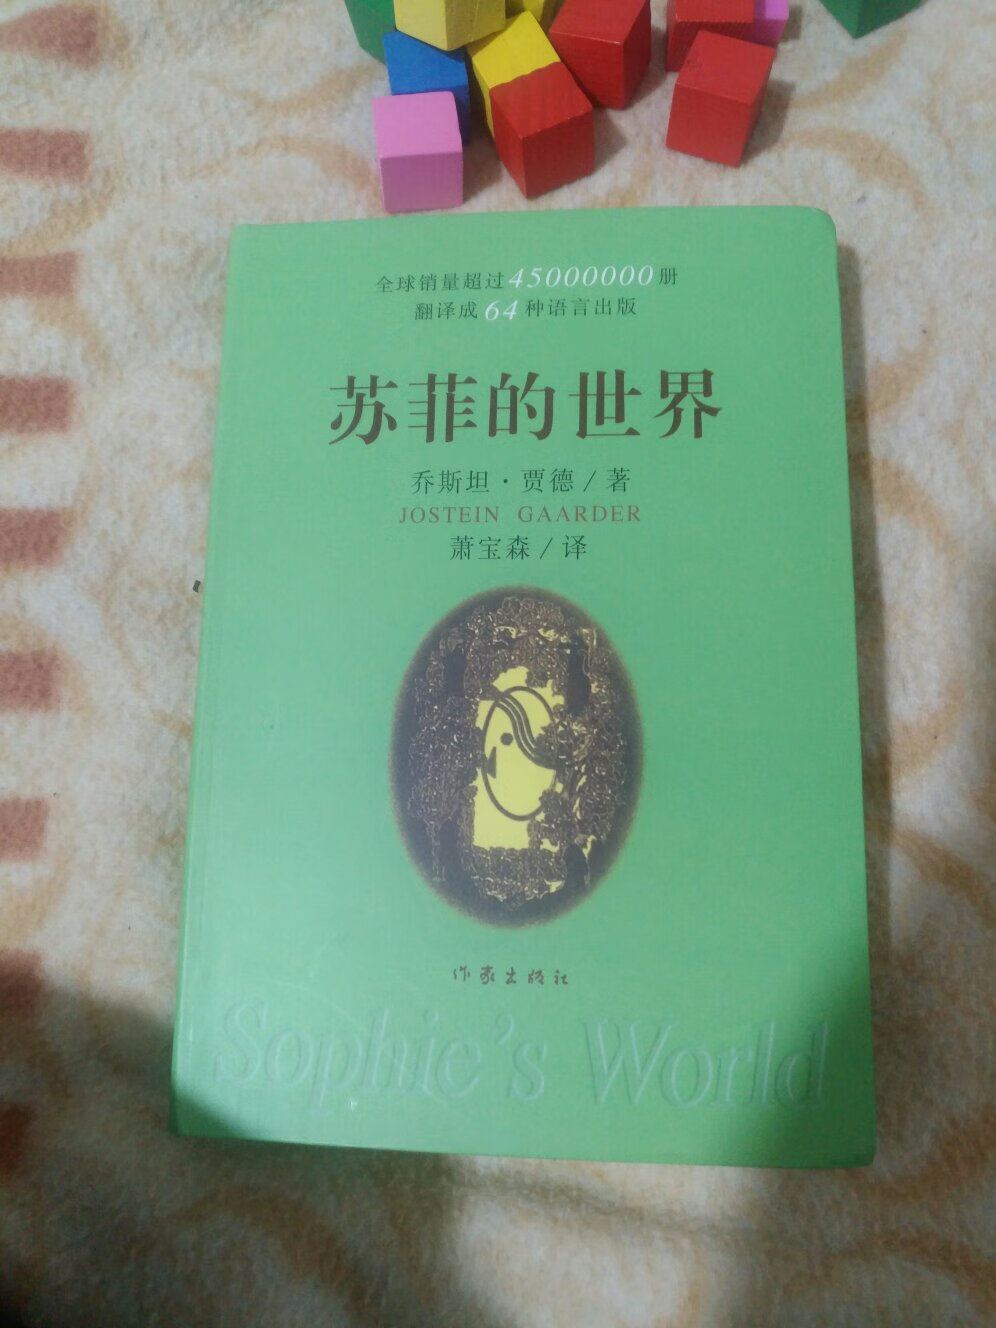 全球销量超过45000000册
翻译成64种语言出版
苏菲的世界
乔斯坦·贾德/著
JOSTEIN GAARDER
萧宝森/译
作家出版社
Sophie's World